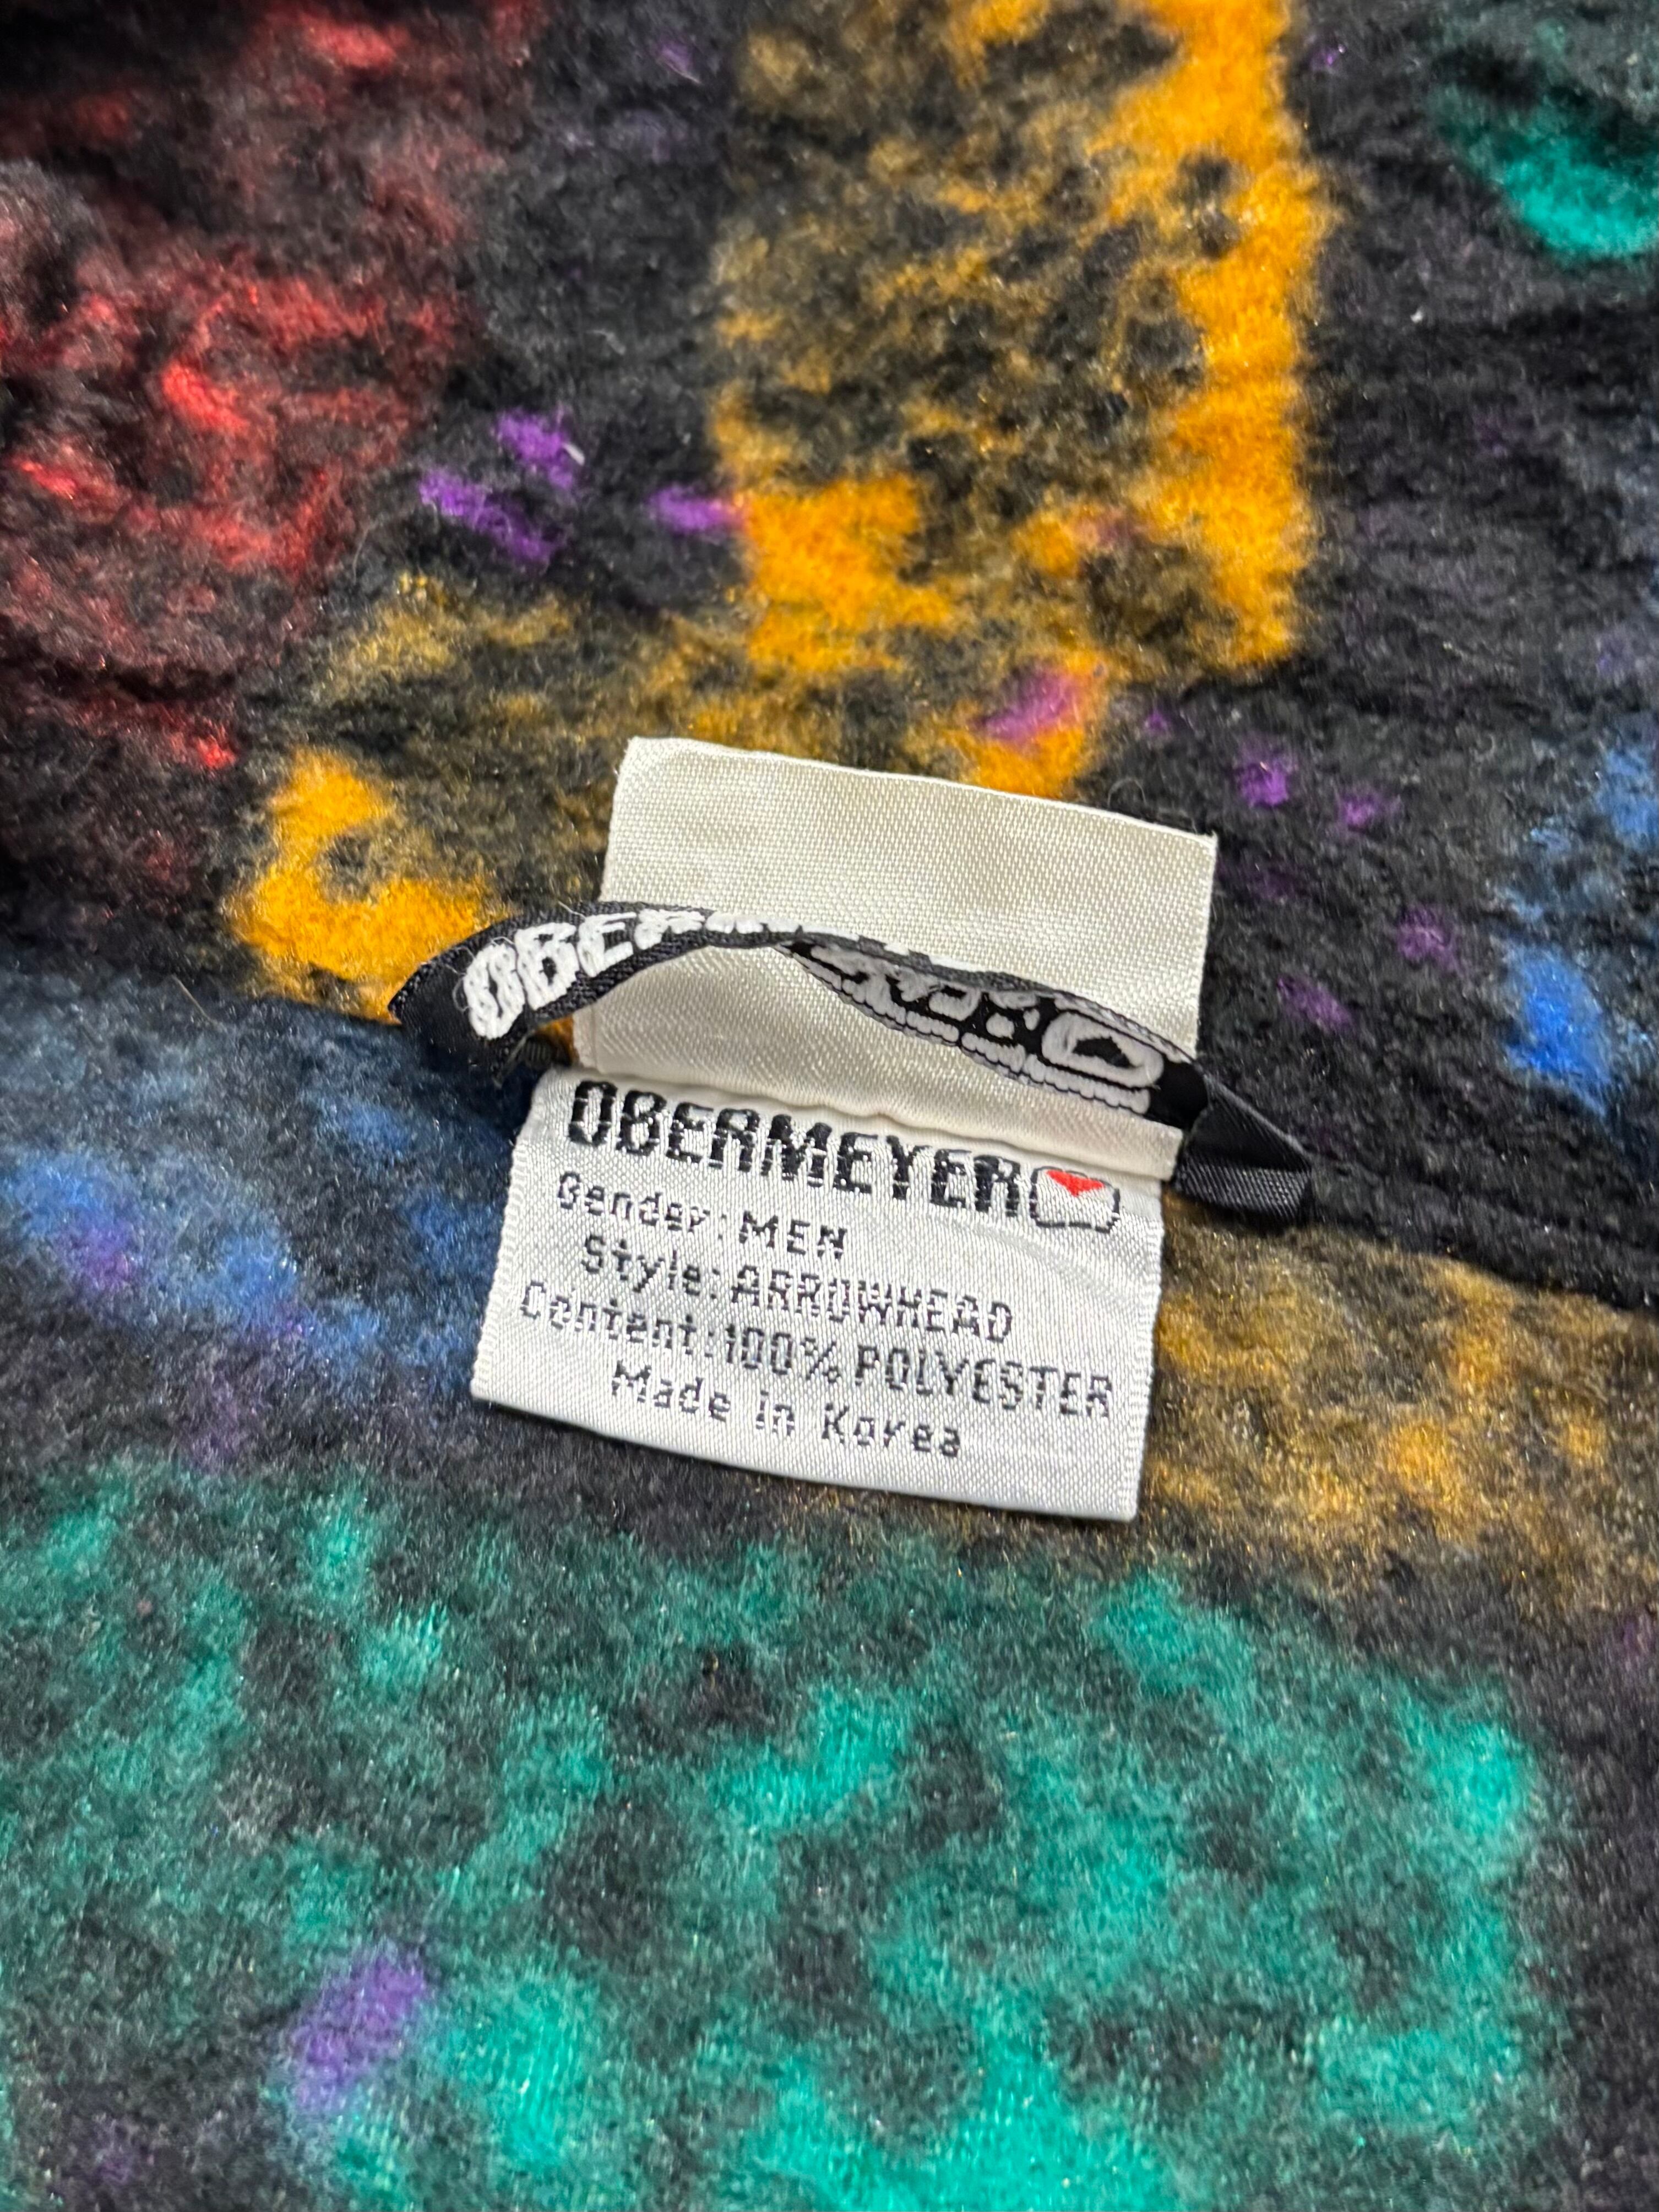 OBERMEYER
Gender: MEN
Style: ARROWHEAD
Content: 100% POLYESTER
Made in Korea